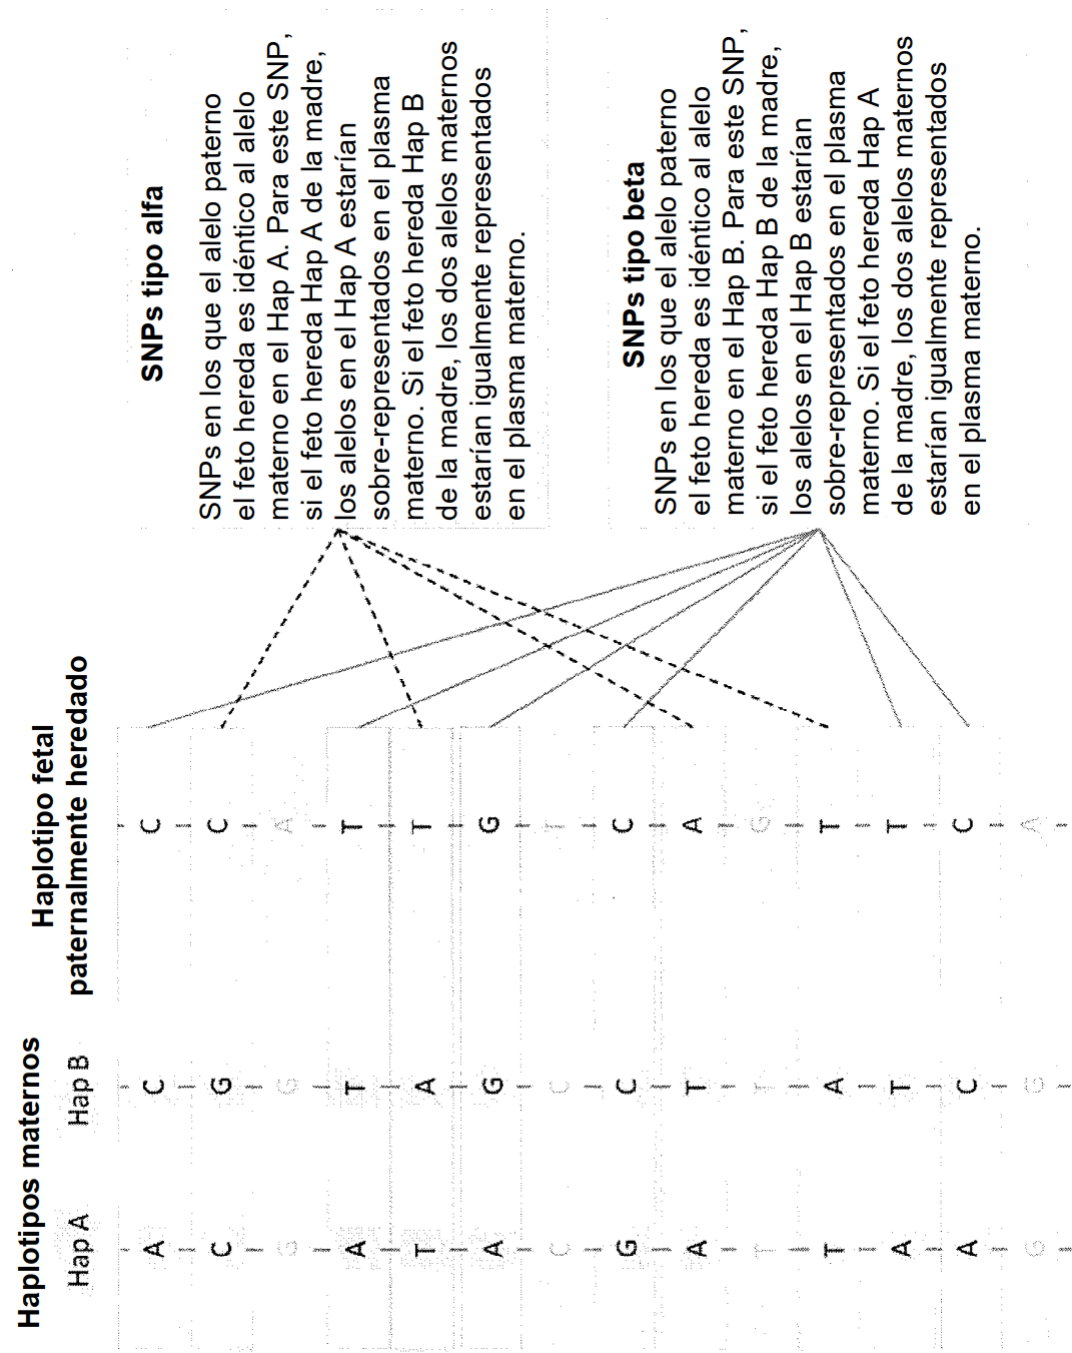 Haplotipos maternos
Hap A Hap B
Haplotipo fetal
paternalmente heredado
A C C
C G C
G G A
A T T
T A T
A G G
C C T
G C C
A T A
T T G
T A T
A T T
A C C
G G A
SNPs tipo alfa
SNPs en los que el alelo paterno
el feto hereda es idéntico al alelo
materno en el Hap A. Para este SNP,
si el feto hereda Hap A de la madre,
los alelos en el Hap A estarían
sobre-representados en el plasma
materno. Si el feto hereda Hap B
de la madre, los dos alelos maternos
estarían igualmente representados
en el plasma materno.
SNPs tipo beta
SNPs en los que el alelo paterno
el feto hereda es idéntico al alelo
materno en el Hap B. Para este SNP,
si el feto hereda Hap B de la madre,
los alelos en el Hap B estarían
sobre-representados en el plasma
materno. Si el feto hereda Hap A
de la madre, los dos alelos maternos
estarían igualmente representados
en el plasma materno.